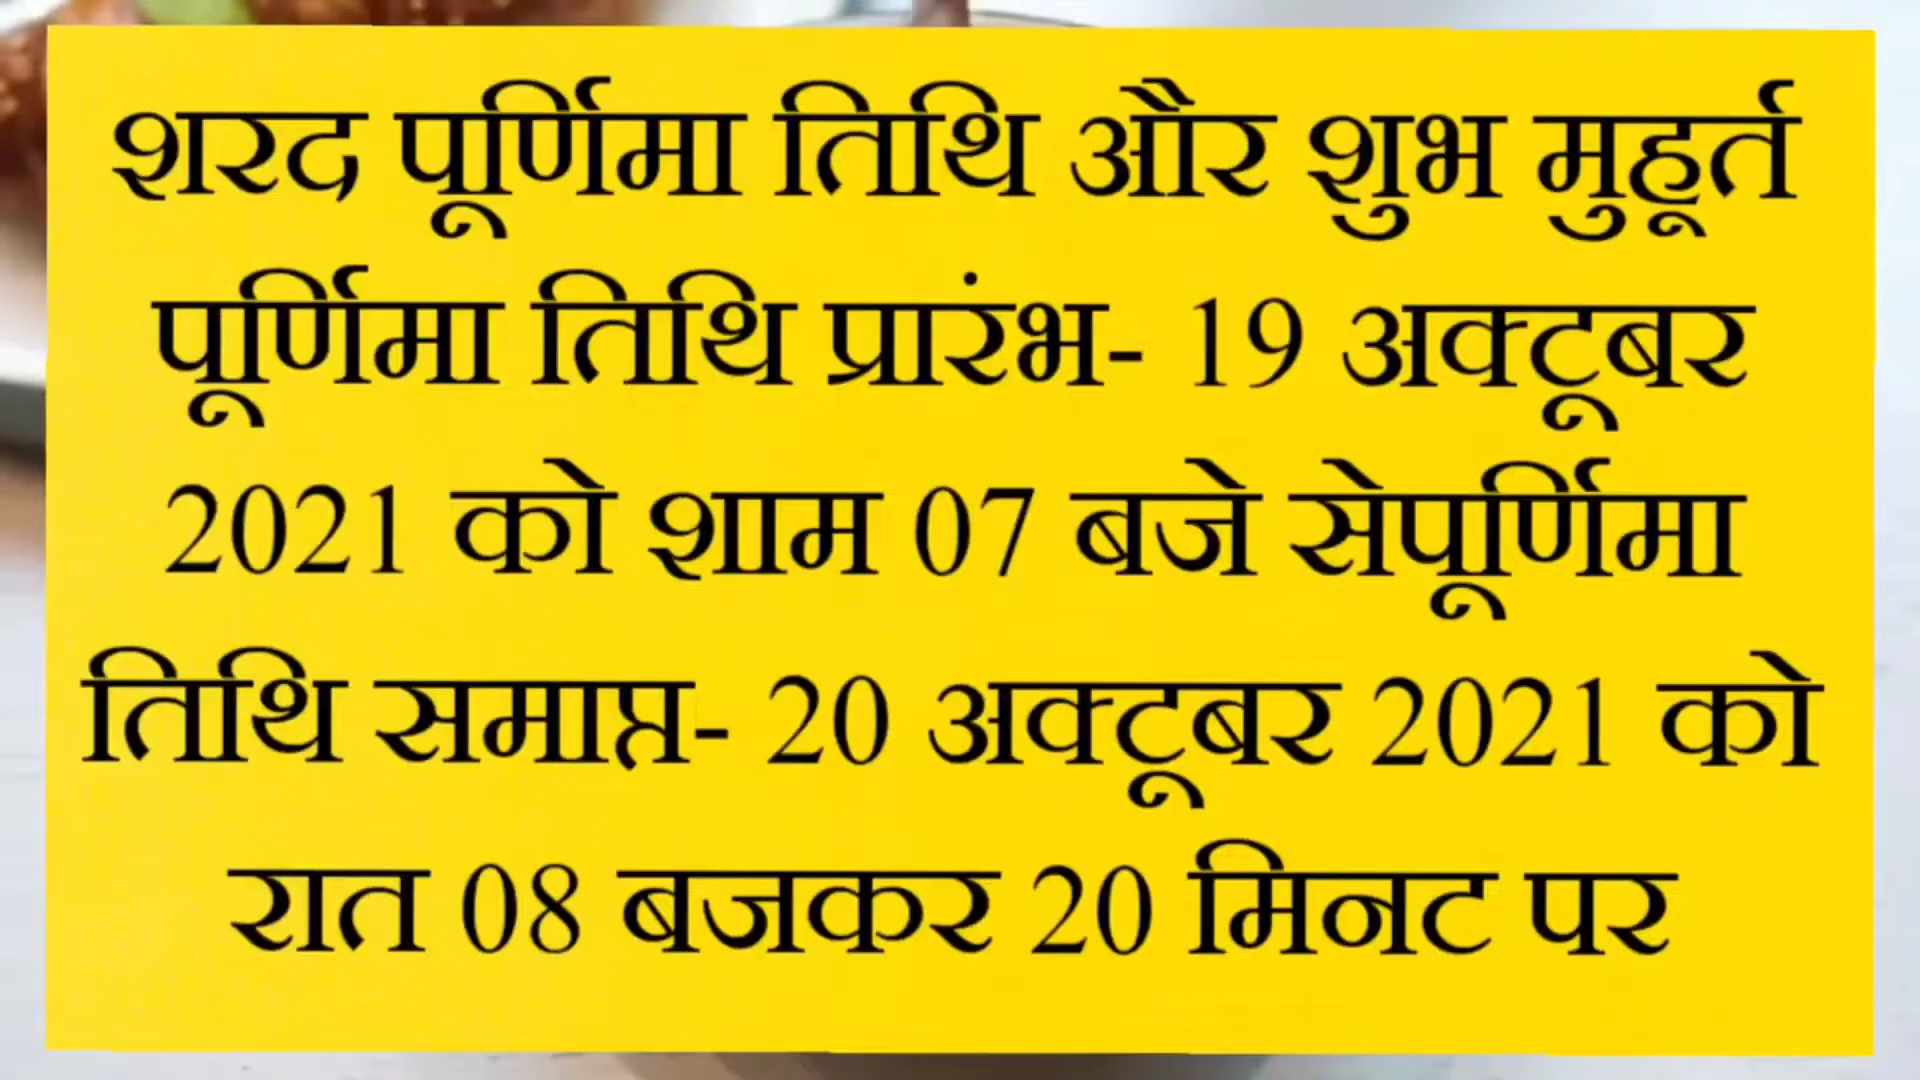 शरद पूर्णिमा तिथि और शुभ मुहूर्त
पूर्णिमा तिथि प्रारंभ- 19 अक्टूबर
2021 को शाम 07 बजे सेपूर्णिमा
तिथि समाप्त- 20 अक्टूबर 2021 को
रात 08 बजकर 20 मिनट पर